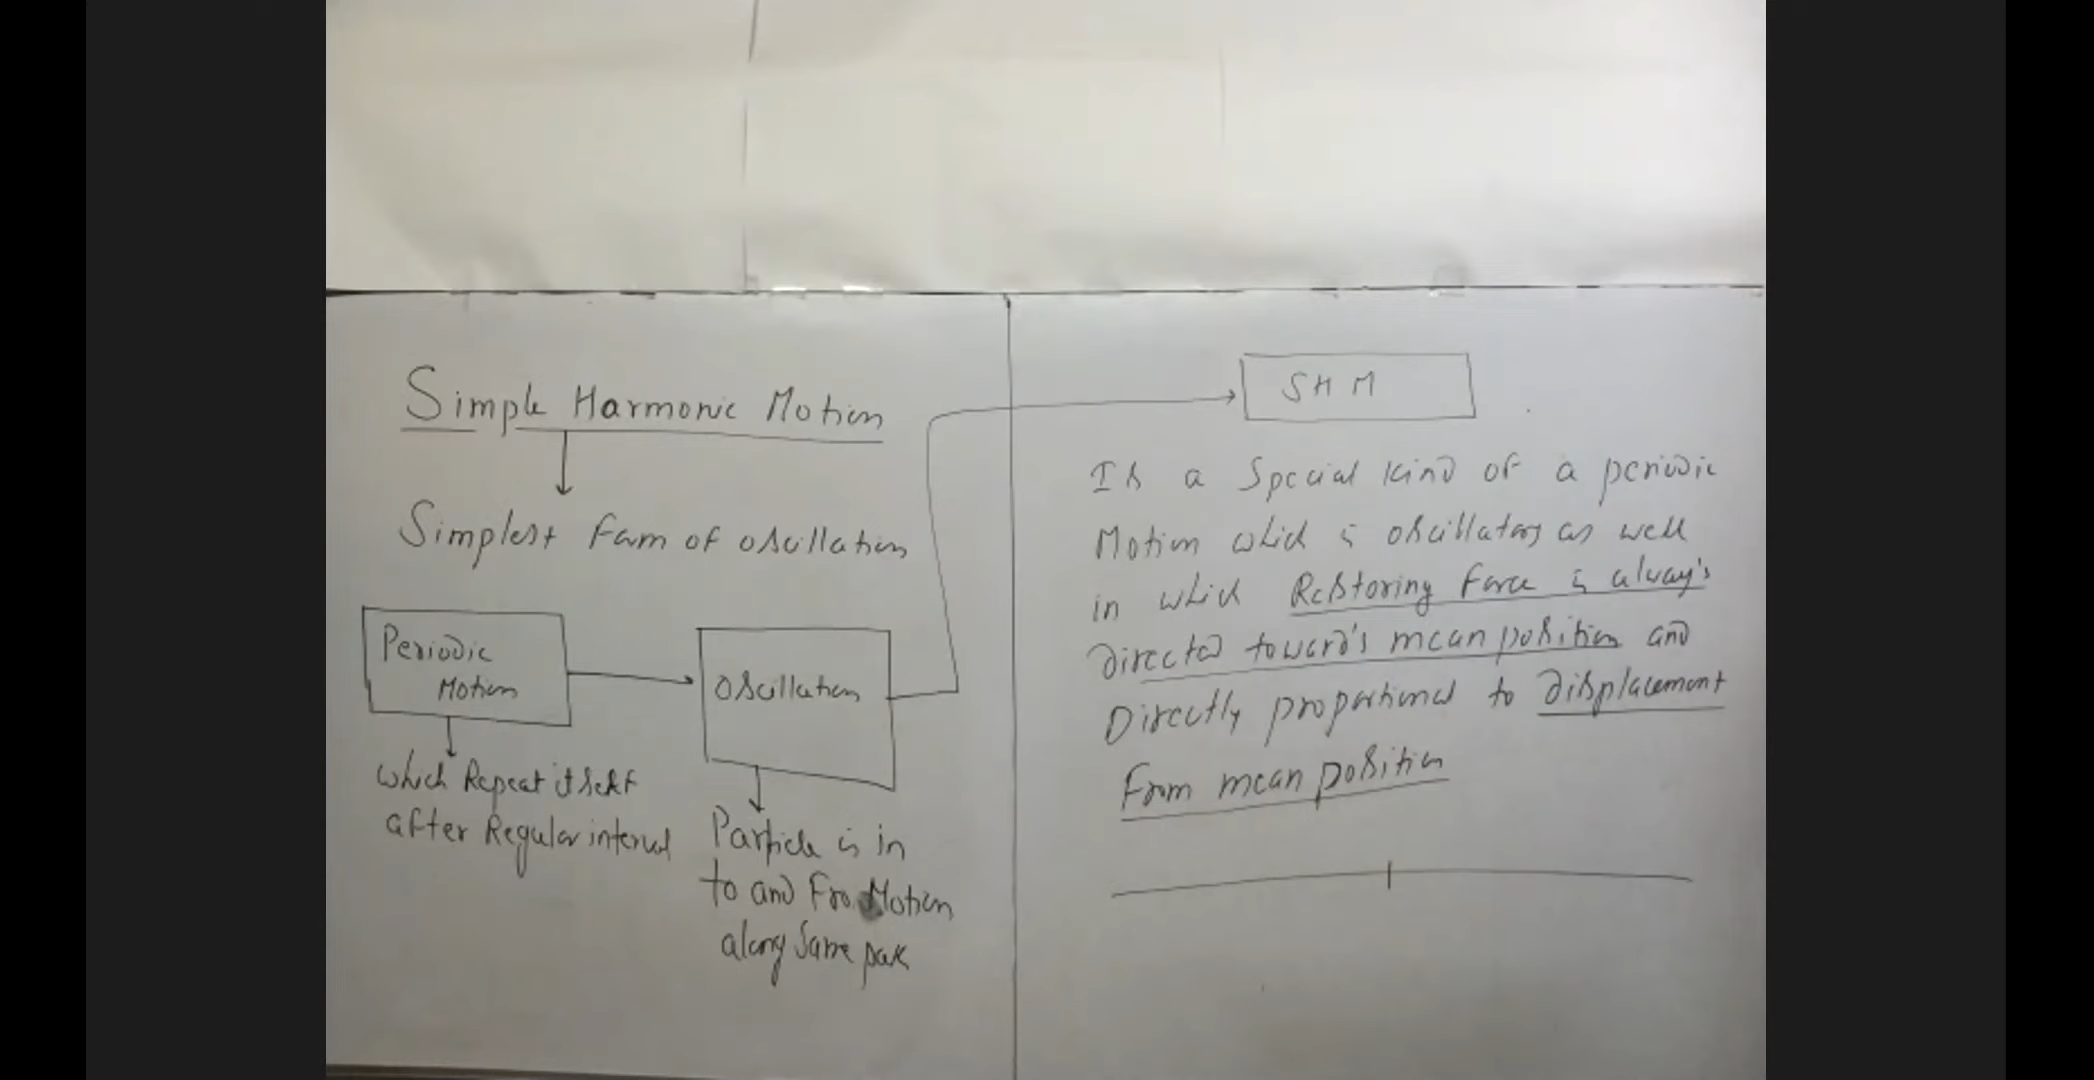 Simple Harmonic Motion
Simplest Form of oscillation
Periodic
Motion
Oscillation
which Repeat itself
after Regular interval
Particle is in
to and Fro Motion
along Same path
SHM
Is a Special kind of a periodic
Motion which is oscillatory as well
in which Restoring Force is alway's
directed toward's mean position and
Directly proportional to displacement
From mean position